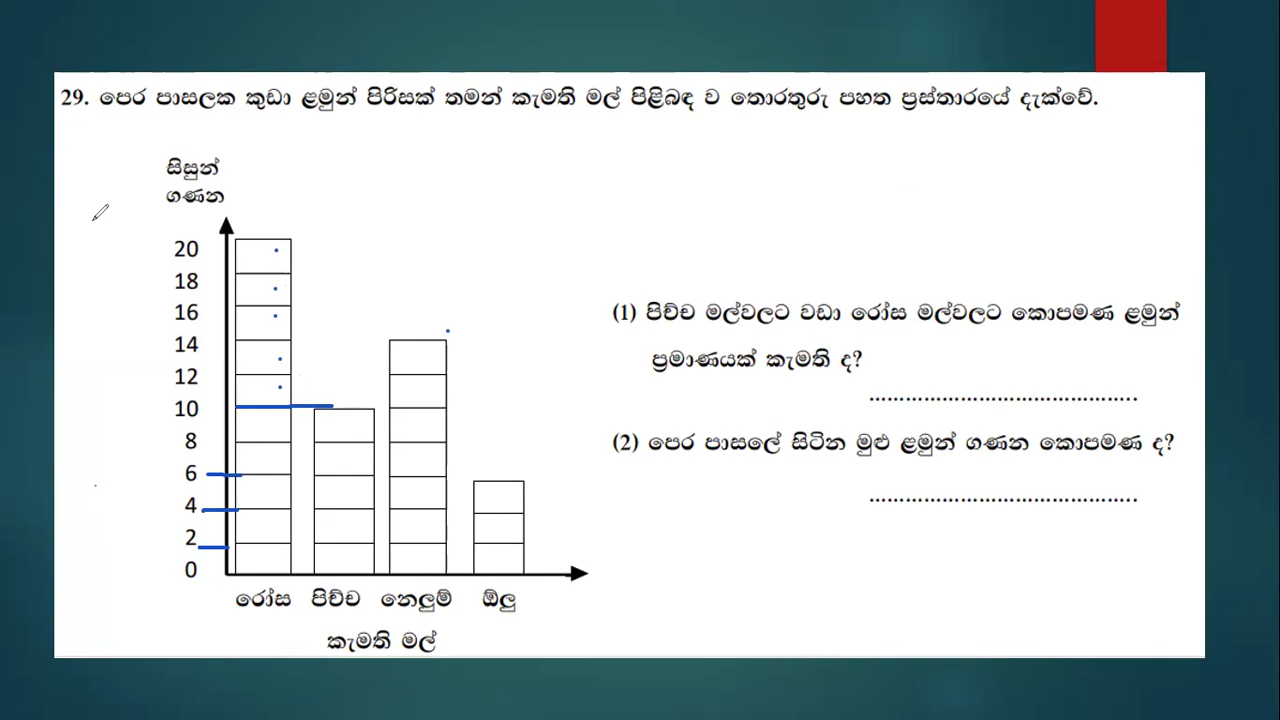 29. පෙර පාසලක කුඩා ළමුන් පිරිසක් තමන් කැමති මල් පිළිබඳ ව තොරතුරු පහත ප්‍රස්තාරයේ දැක්වේ.
සිසුන්
ගණන
20
18
16
14
12
10
8
6
4
2
0
රෝස පිච්ච නෙලුම් ඕලු
කැමති මල්
(1) පිච්ච මල්වලට වඩා රෝස මල්වලට කොපමණ ළමුන්
ප්‍රමාණයක් කැමති ද?
...........................................
(2) පෙර පාසලේ සිටින මුළු ළමුන් ගණන කොපමණ ද?
...........................................